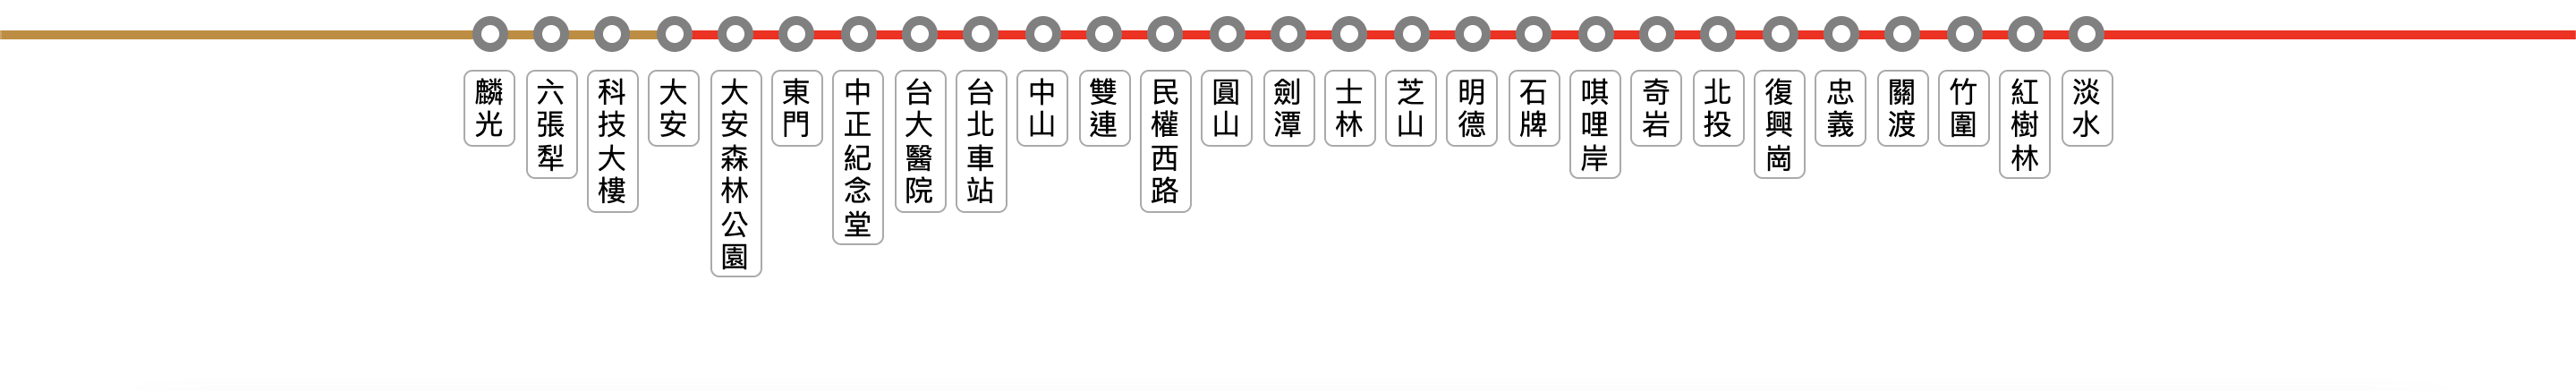 麟光
六張犁
科技大樓
大安
大安森林公園
東門
中正紀念堂
台大醫院
台北車站
中山
雙連
民權西路
圓山
劍潭
士林
芝山
明德
石牌
唭哩岸
奇岩
北投
復興崗
忠義
關渡
竹圍
紅樹林
淡水